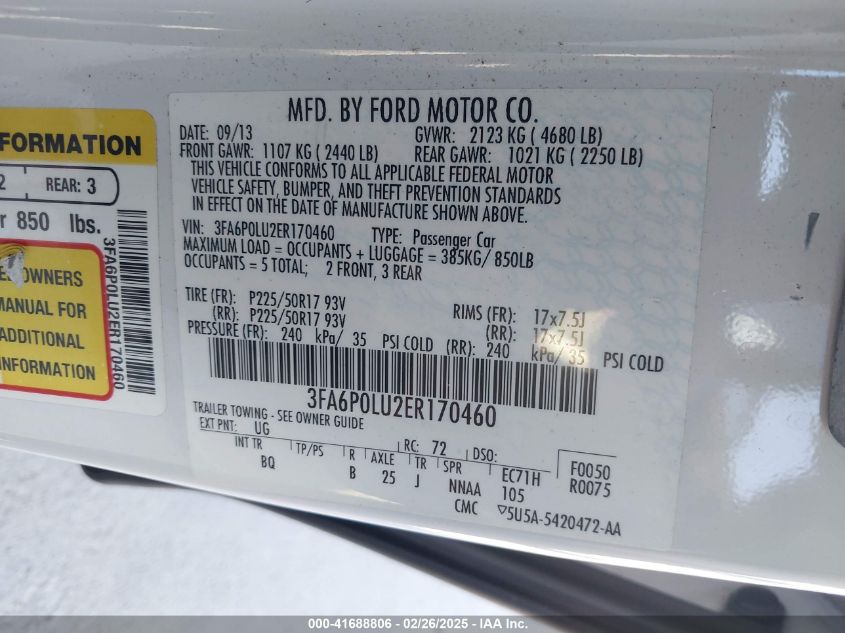 FORMATION
2 REAR: 3
r 850 lbs.
OWNERS
MANUAL FOR
ADDITIONAL
INFORMATION
3FA6P0LU2ER170460
MFD. BY FORD MOTOR CO.
DATE: 09/13 GVWR: 2123 KG ( 4680 LB)
FRONT GAWR: 1107 KG ( 2440 LB) REAR GAWR: 1021 KG ( 2250 LB)
THIS VEHICLE CONFORMS TO ALL APPLICABLE FEDERAL MOTOR
VEHICLE SAFETY, BUMPER, AND THEFT PREVENTION STANDARDS
IN EFFECT ON THE DATE OF MANUFACTURE SHOWN ABOVE.
VIN: 3FA6P0LU2ER170460 TYPE: Passenger Car
MAXIMUM LOAD = OCCUPANTS + LUGGAGE = 385KG/ 850LB
OCCUPANTS = 5 TOTAL; 2 FRONT, 3 REAR
TIRE (FR): P225/50R17 93V RIMS (FR): 17x7.5J
(RR): P225/50R17 93V (RR): 17x7.5J
PRESSURE (FR): 240 kPa/ 35 PSI COLD (RR): 240 kPa/ 35 PSI COLD
3FA6P0LU2ER170460
TRAILER TOWING - SEE OWNER GUIDE
EXT PNT: UG RC: 72 DSO:
INT TR TP/PS R AXLE TR SPR EC71H F0050
BQ B 25 J NNAA 105 R0075
CMC ▽5U5A-5420472-AA
000-41688806 - 02/26/2025 - IAA Inc.